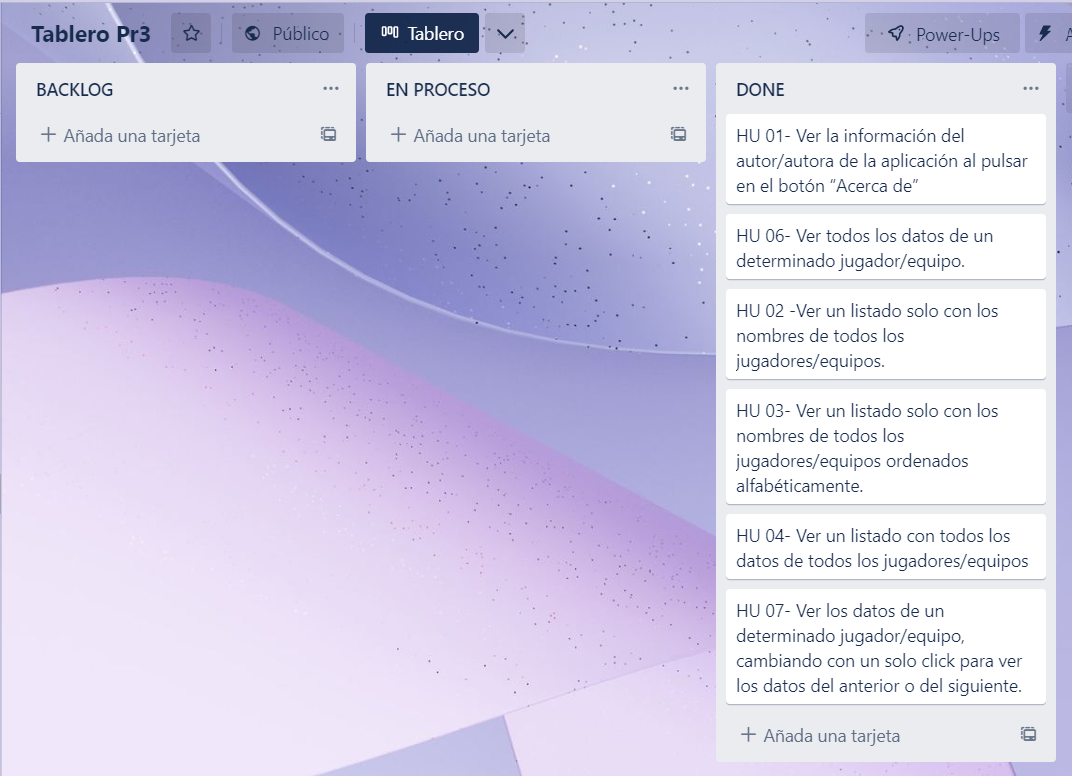 Tablero Pr3
Público
Tablero
Power-Ups
BACKLOG
Añada una tarjeta
EN PROCESO
Añada una tarjeta
DONE
HU 01- Ver la información del
autor/autora de la aplicación al pulsar
en el botón “Acerca de”
HU 06- Ver todos los datos de un
determinado jugador/equipo.
HU 02 -Ver un listado solo con los
nombres de todos los
jugadores/equipos.
HU 03- Ver un listado solo con los
nombres de todos los
jugadores/equipos ordenados
alfabéticamente.
HU 04- Ver un listado con todos los
datos de todos los jugadores/equipos
HU 07- Ver los datos de un
determinado jugador/equipo,
cambiando con un solo click para ver
los datos del anterior o del siguiente.
Añada una tarjeta